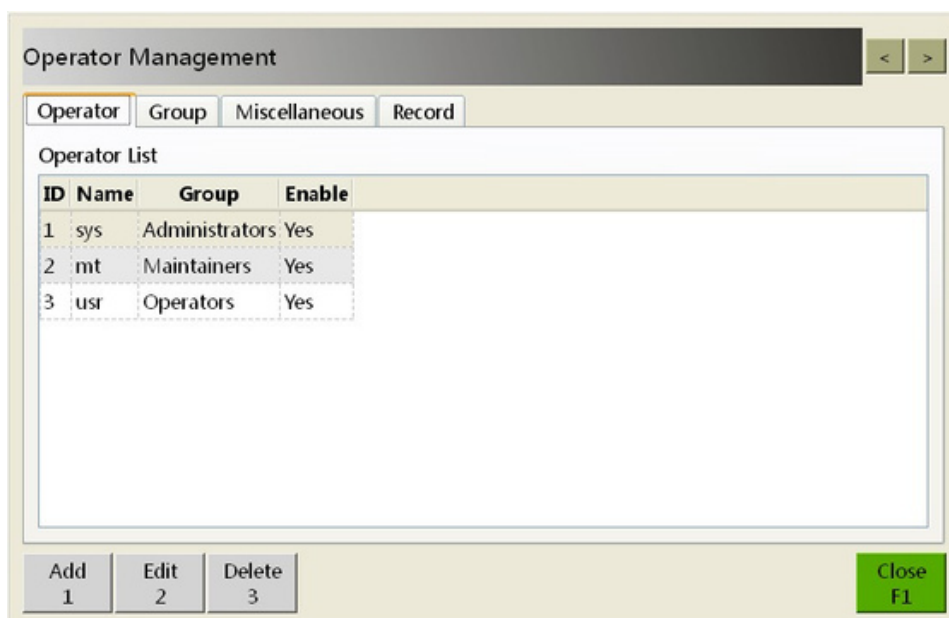 Operator Management < >
Operator Group Miscellaneous Record
Operator List
ID Name Group Enable
1 sys Administrators Yes
2 mt Maintainers Yes
3 usr Operators Yes
Add Edit Delete Close
1 2 3 F1